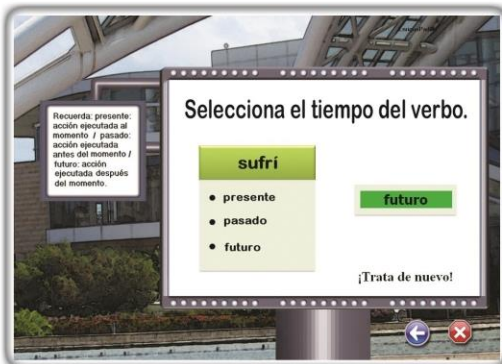 Selecciona el tiempo del verbo.
Recuerda: presente:
acción ejecutada al
momento / pasado:
acción ejecutada
antes del momento /
futuro: acción
ejecutada después
del momento.
sufrí
• presente
• pasado
• futuro
futuro
¡Trata de nuevo!